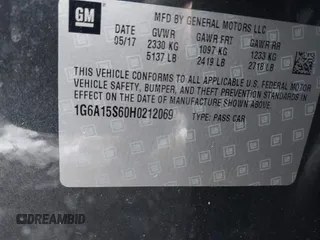 GM
MFD BY GENERAL MOTORS LLC
DATE GVWR GAWR FRT GAWR RR
05/17 2330 KG 1097 KG 1233 KG
5137 LB 2419 LB 2718 LB
THIS VEHICLE CONFORMS TO ALL APPLICABLE U.S. FEDERAL MOTOR
VEHICLE SAFETY, BUMPER, AND THEFT PREVENTION STANDARDS IN
EFFECT ON THE DATE OF MANUFACTURE SHOWN ABOVE.
1G6A15S60H0212069 TYPE: PASS CAR
DREAMBID